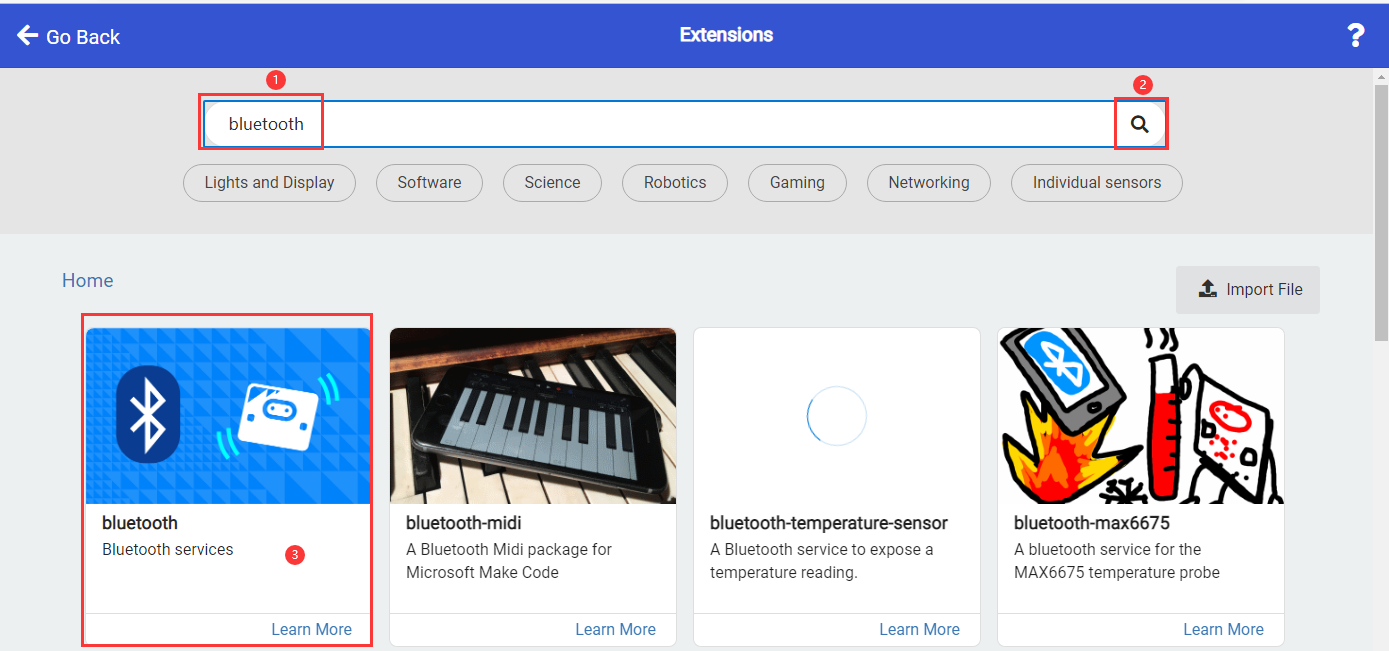 Go Back
Extensions
?
1
2
bluetooth
Lights and Display
Software
Science
Robotics
Gaming
Networking
Individual sensors
Home
Import File
bluetooth
Bluetooth services
3
Learn More
bluetooth-midi
A Bluetooth Midi package for
Microsoft Make Code
Learn More
bluetooth-temperature-sensor
A Bluetooth service to expose a
temperature reading.
Learn More
bluetooth-max6675
A bluetooth service for the
MAX6675 temperature probe
Learn More